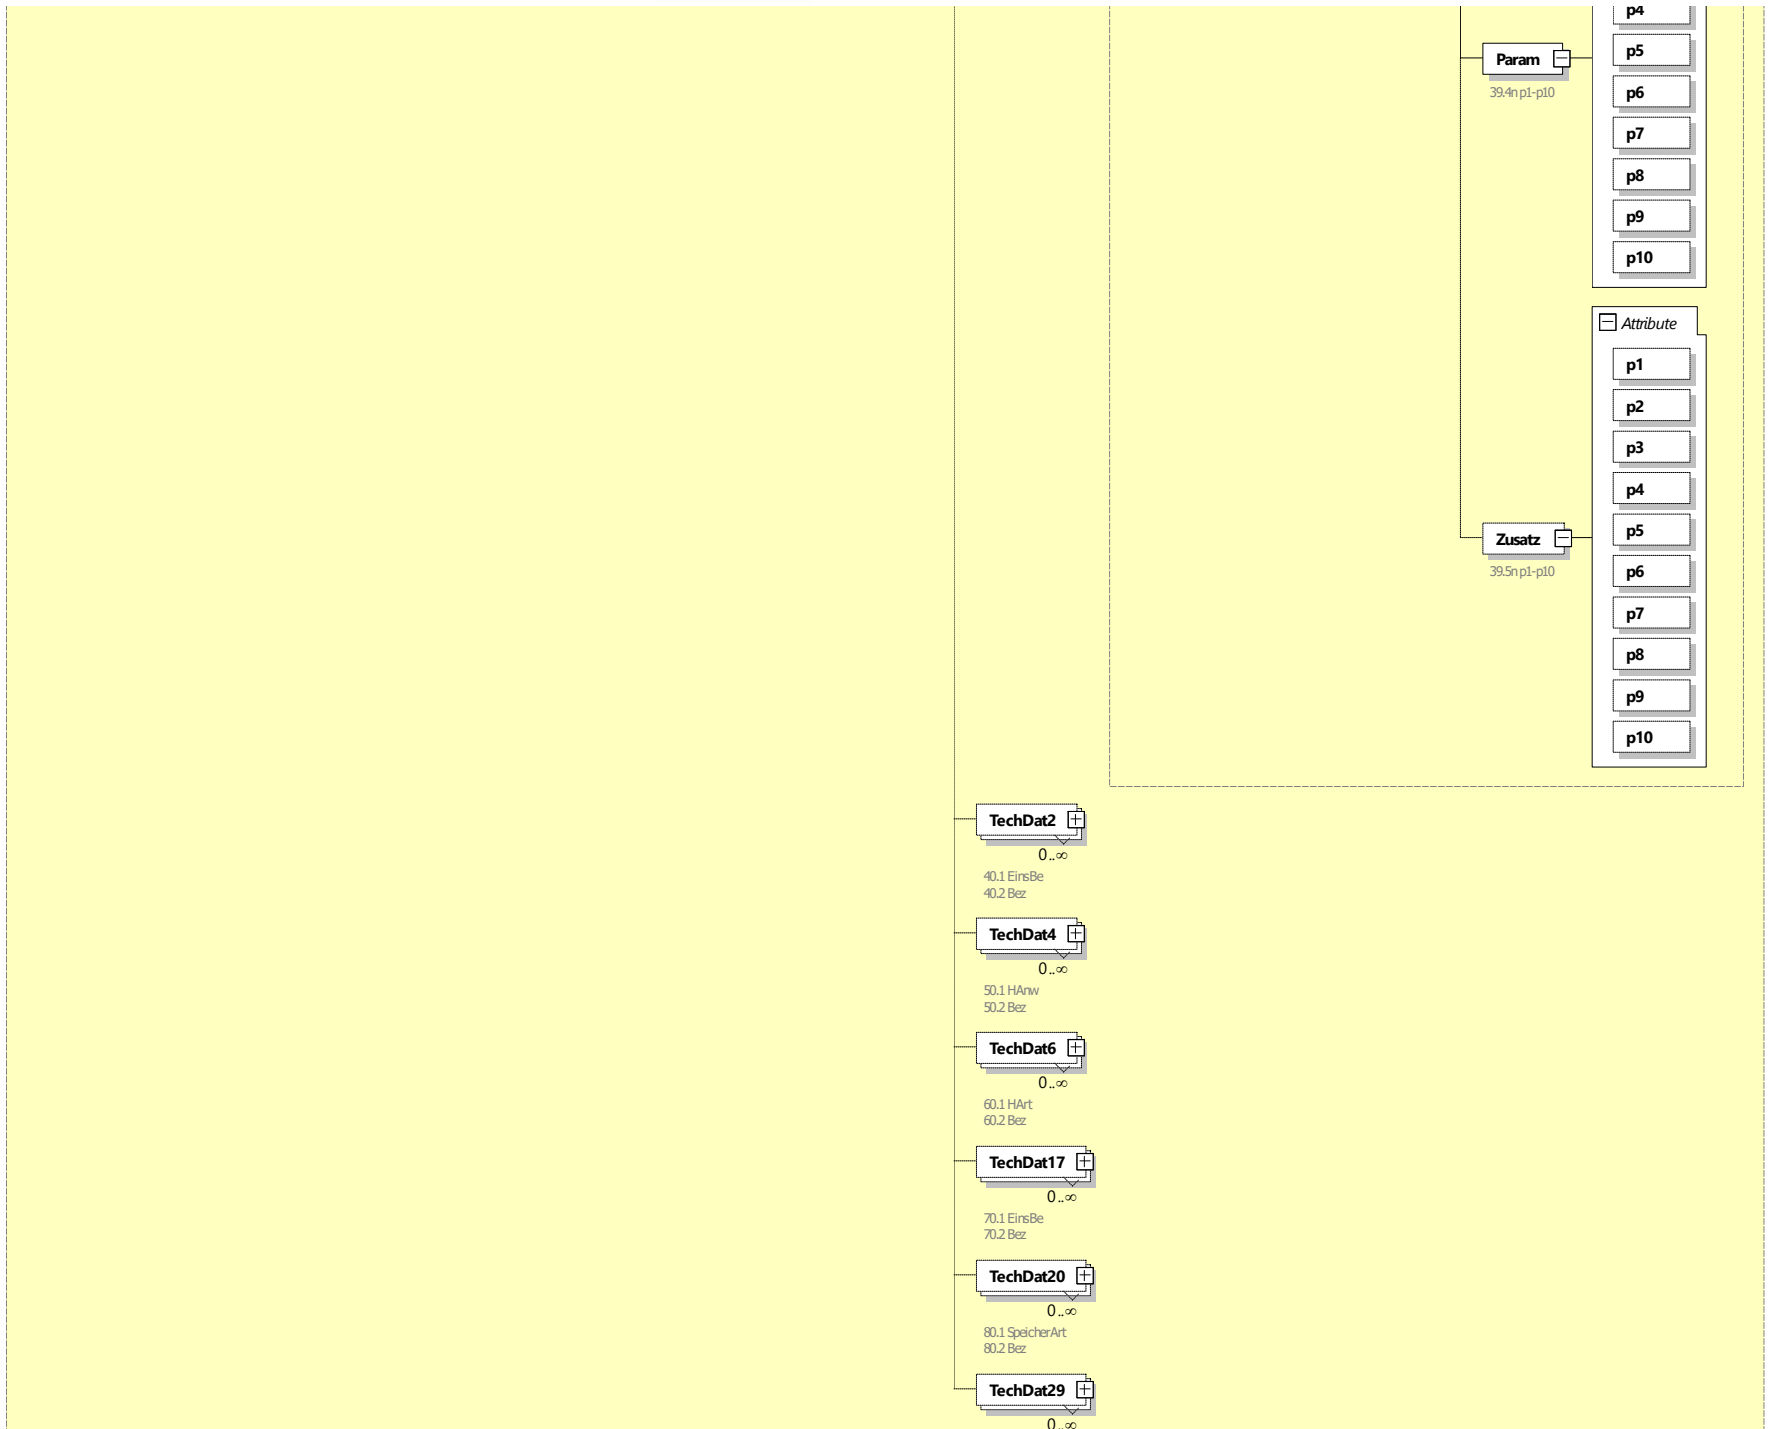 p4
p5
Param
p6
39.4n p1-p10
p7
p8
p9
p10
Attribute
p1
p2
p3
p4
p5
Zusatz
p6
39.5n p1-p10
p7
p8
p9
p10
TechDat2
0..∞
40.1 EinsBe
40.2 Bez
TechDat4
0..∞
50.1 HAnw
50.2 Bez
TechDat6
0..∞
60.1 HArt
60.2 Bez
TechDat17
0..∞
70.1 EinsBe
70.2 Bez
TechDat20
0..∞
80.1 SpeicherArt
80.2 Bez
TechDat29
0..∞